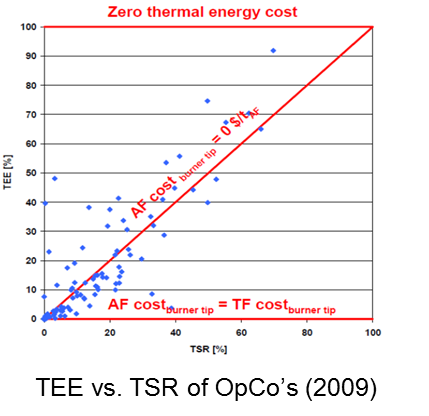 Zero thermal energy cost
100
90
80
70
60
50
40
30
20
10
0
TEE [%]
AF cost burner tip = 0 $/t AF
AF cost burner tip = TF cost burner tip
0 20 40 60 80 100
TSR [%]
TEE vs. TSR of OpCo’s (2009)